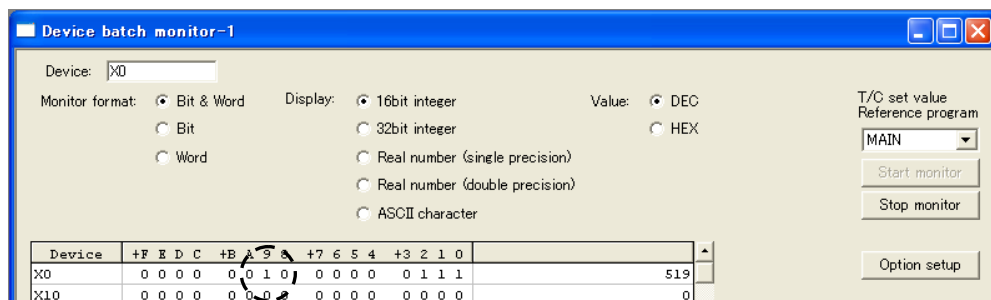 Device batch monitor-1
Device: X0
Monitor format: Bit & Word Display: 16bit integer Value: DEC T/C set value
Reference program
Bit 32bit integer HEX MAIN
Word Real number (single precision)
Start monitor
Real number (double precision)
Stop monitor
ASCII character
Device +F E D C +B A 9 8 +7 6 5 4 +3 2 1 0
Option setup
X0 0 0 0 0 0 0 1 0 0 0 0 0 0 1 1 1 519
X10 0 0 0 0 0 0 0 0 0 0 0 0 0 0 0 0 0